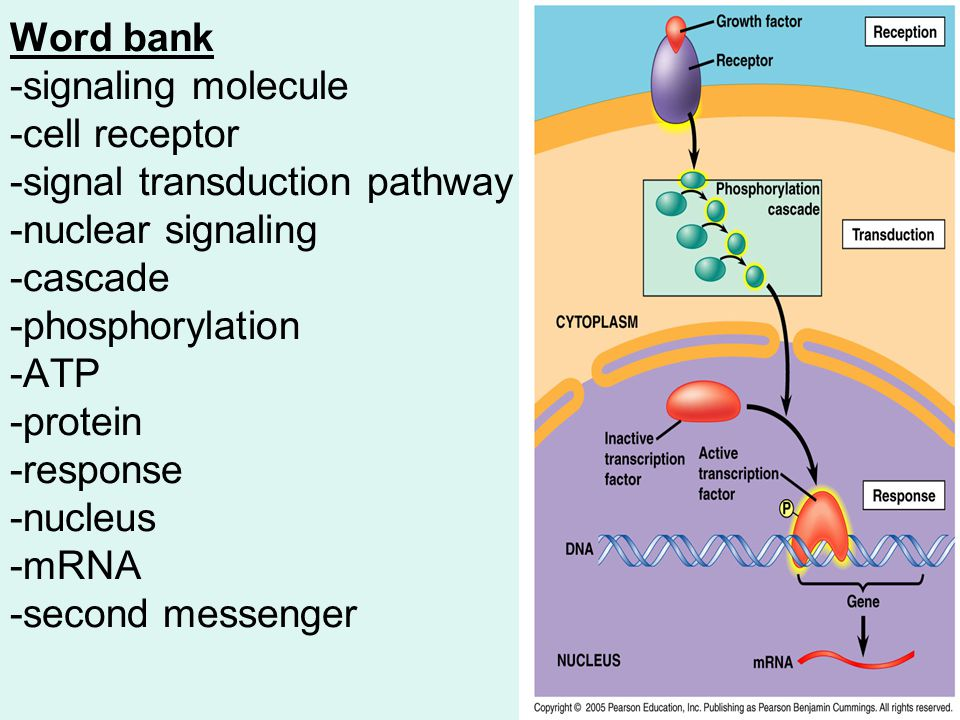 Word bank
-signaling molecule
-cell receptor
-signal transduction pathway
-nuclear signaling
-cascade
-phosphorylation
-ATP
-protein
-response
-nucleus
-mRNA
-second messenger
Growth factor
Reception
Receptor
Phosphorylation
cascade
Transduction
CYTOPLASM
Inactive
transcription
factor
Active
transcription
factor
Response
P
DNA
Gene
NUCLEUS
mRNA
Copyright © 2005 Pearson Education, Inc. Publishing as Pearson Benjamin Cummings. All rights reserved.